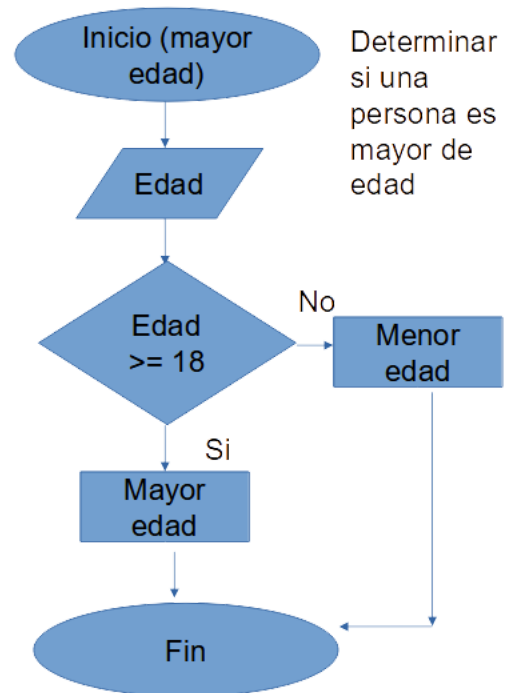 Inicio (mayor
edad)
Determinar
si una
persona es
mayor de
edad
Edad
Edad
>= 18
No
Menor
edad
Si
Mayor
edad
Fin